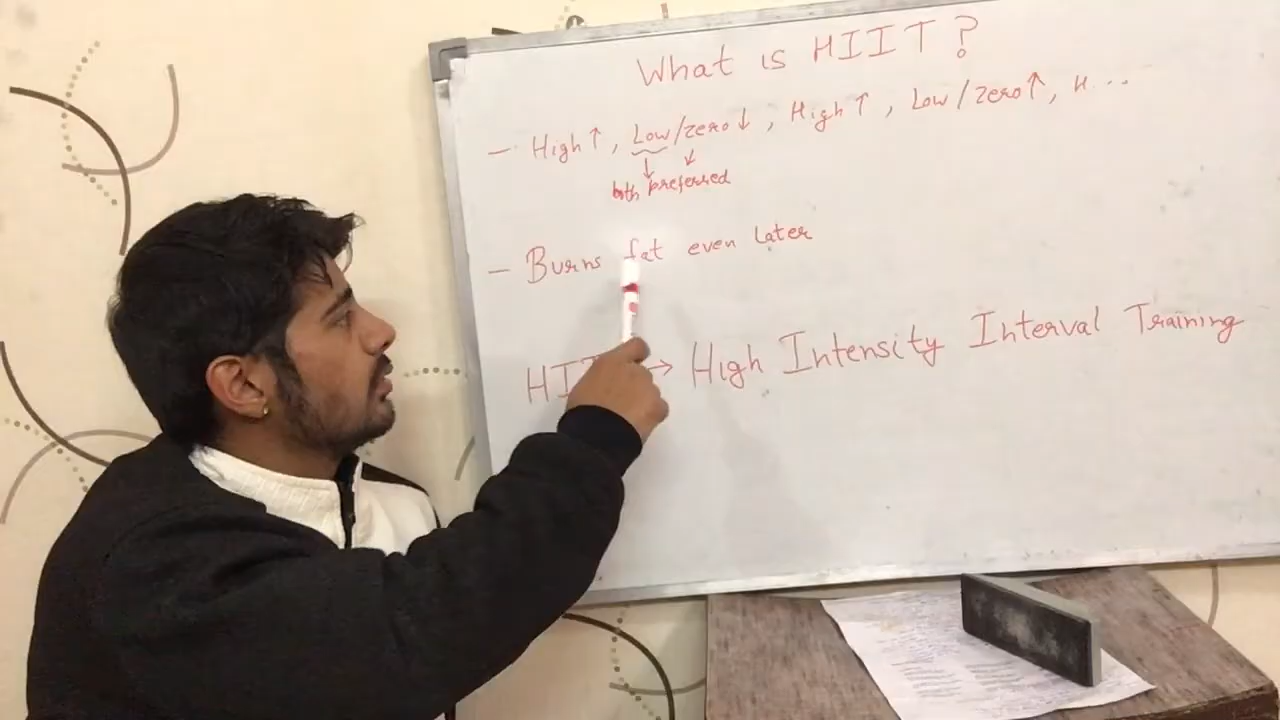 What is HIIT?
- High ↑, Low/zero ↓, High ↑, Low/zero ↑, H...
both preferred
- Burns fat even later
HIIT → High Intensity Interval Training